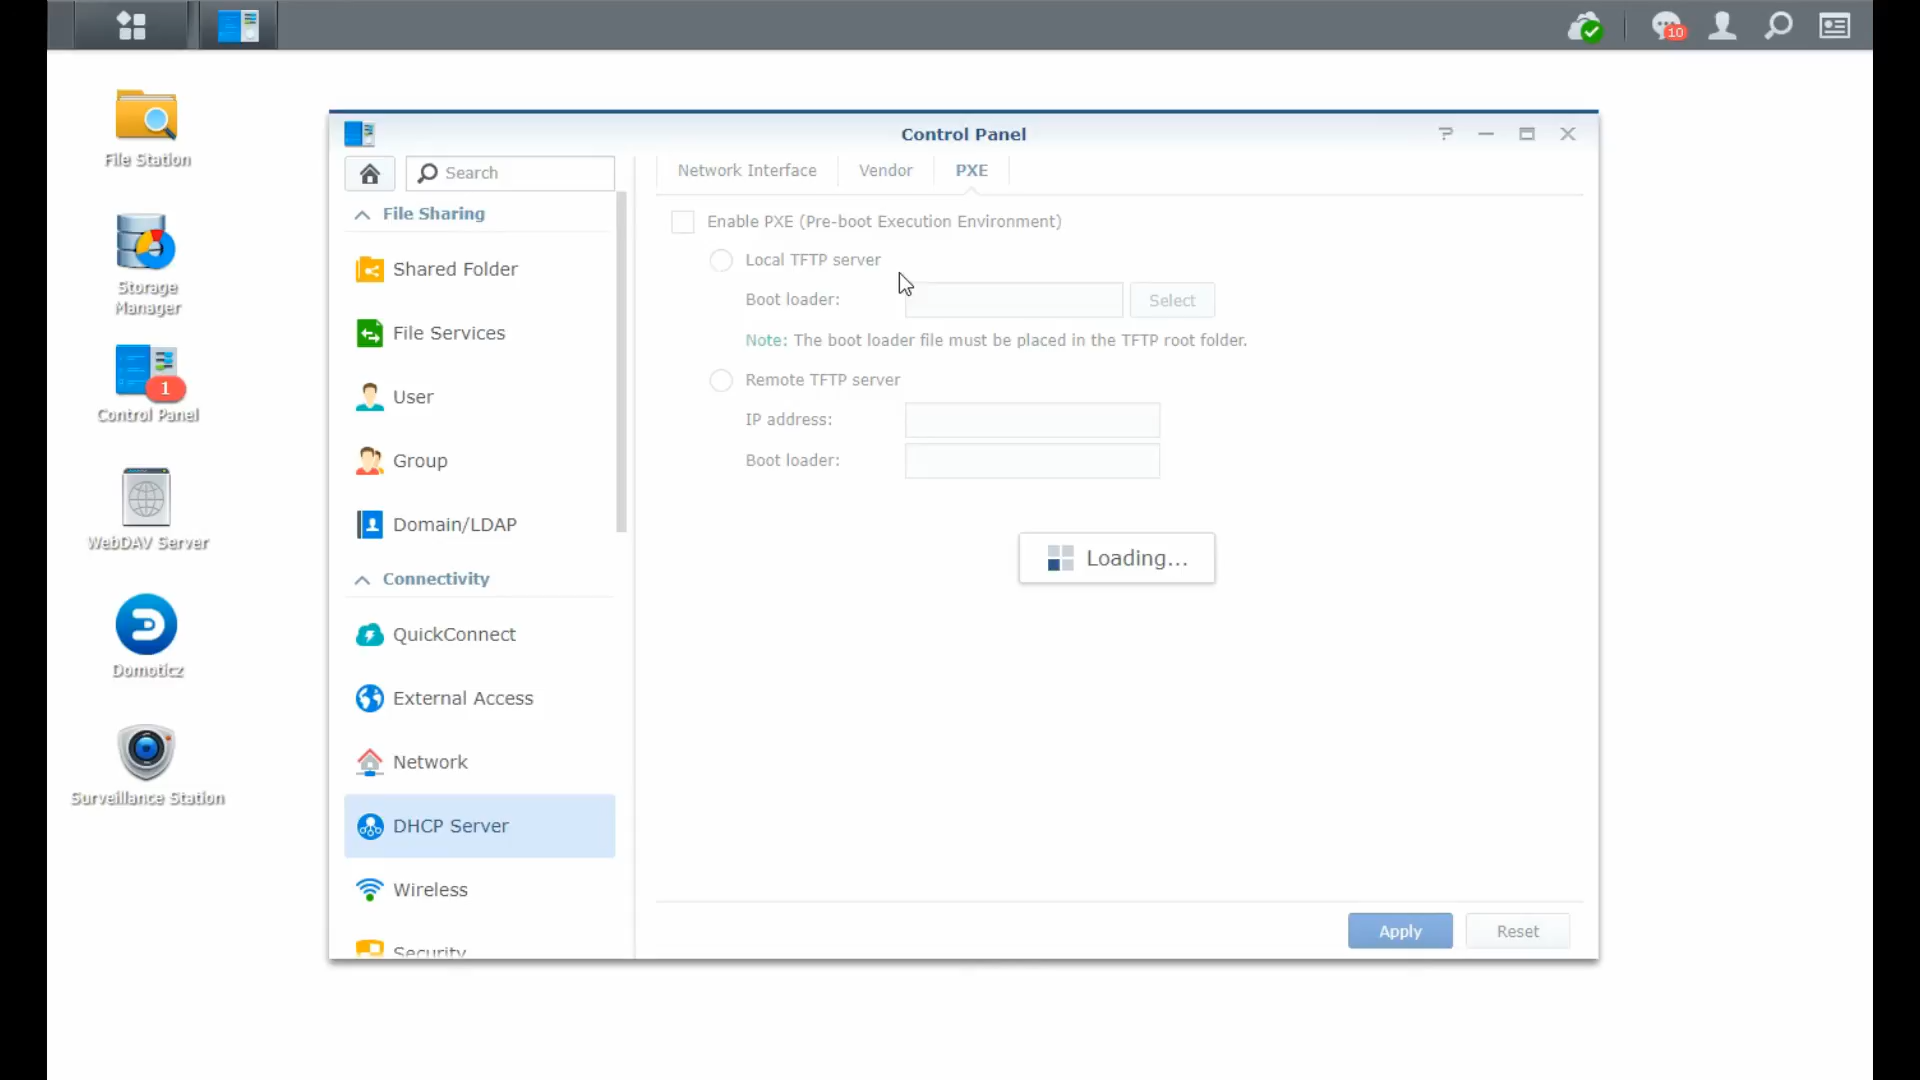 10
File Station
Storage
Manager
1
Control Panel
WebDAV Server
Domoticz
Surveillance Station
Control Panel
Search
File Sharing
Shared Folder
File Services
User
Group
Domain/LDAP
Connectivity
QuickConnect
External Access
Network
DHCP Server
Wireless
Security
Network Interface
Vendor
PXE
Enable PXE (Pre-boot Execution Environment)
Local TFTP server
Boot loader:
Select
Note: The boot loader file must be placed in the TFTP root folder.
Remote TFTP server
IP address:
Boot loader:
Loading...
Apply
Reset